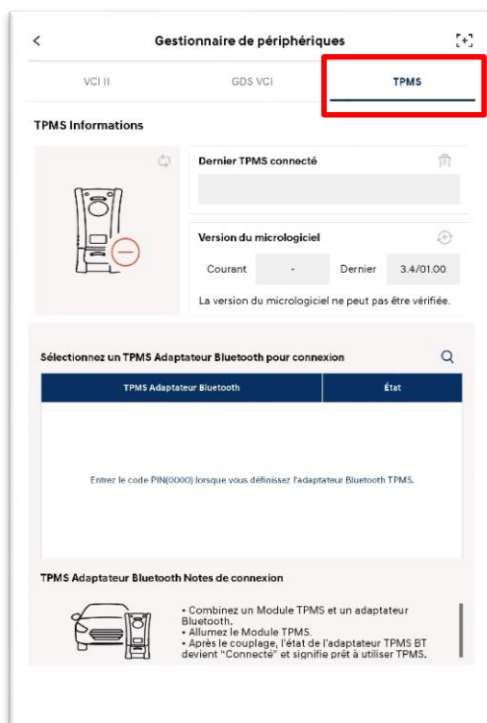 Gestionnaire de périphériques
VCI II
GDS VCI
TPMS
TPMS Informations
Dernier TPMS connecté
Version du micrologiciel
Courant
-
Dernier
3.4/01.00
La version du micrologiciel ne peut pas être vérifiée.
Sélectionnez un TPMS Adaptateur Bluetooth pour connexion
TPMS Adaptateur Bluetooth
État
Entrez le code PIN(0000) lorsque vous définissez l'adaptateur Bluetooth TPMS.
TPMS Adaptateur Bluetooth Notes de connexion
• Combinez un Module TPMS et un adaptateur
Bluetooth.
• Allumez le Module TPMS.
• Après le couplage, l'état de l'adaptateur TPMS BT
devient "Connecté" et signifie prêt à utiliser TPMS.